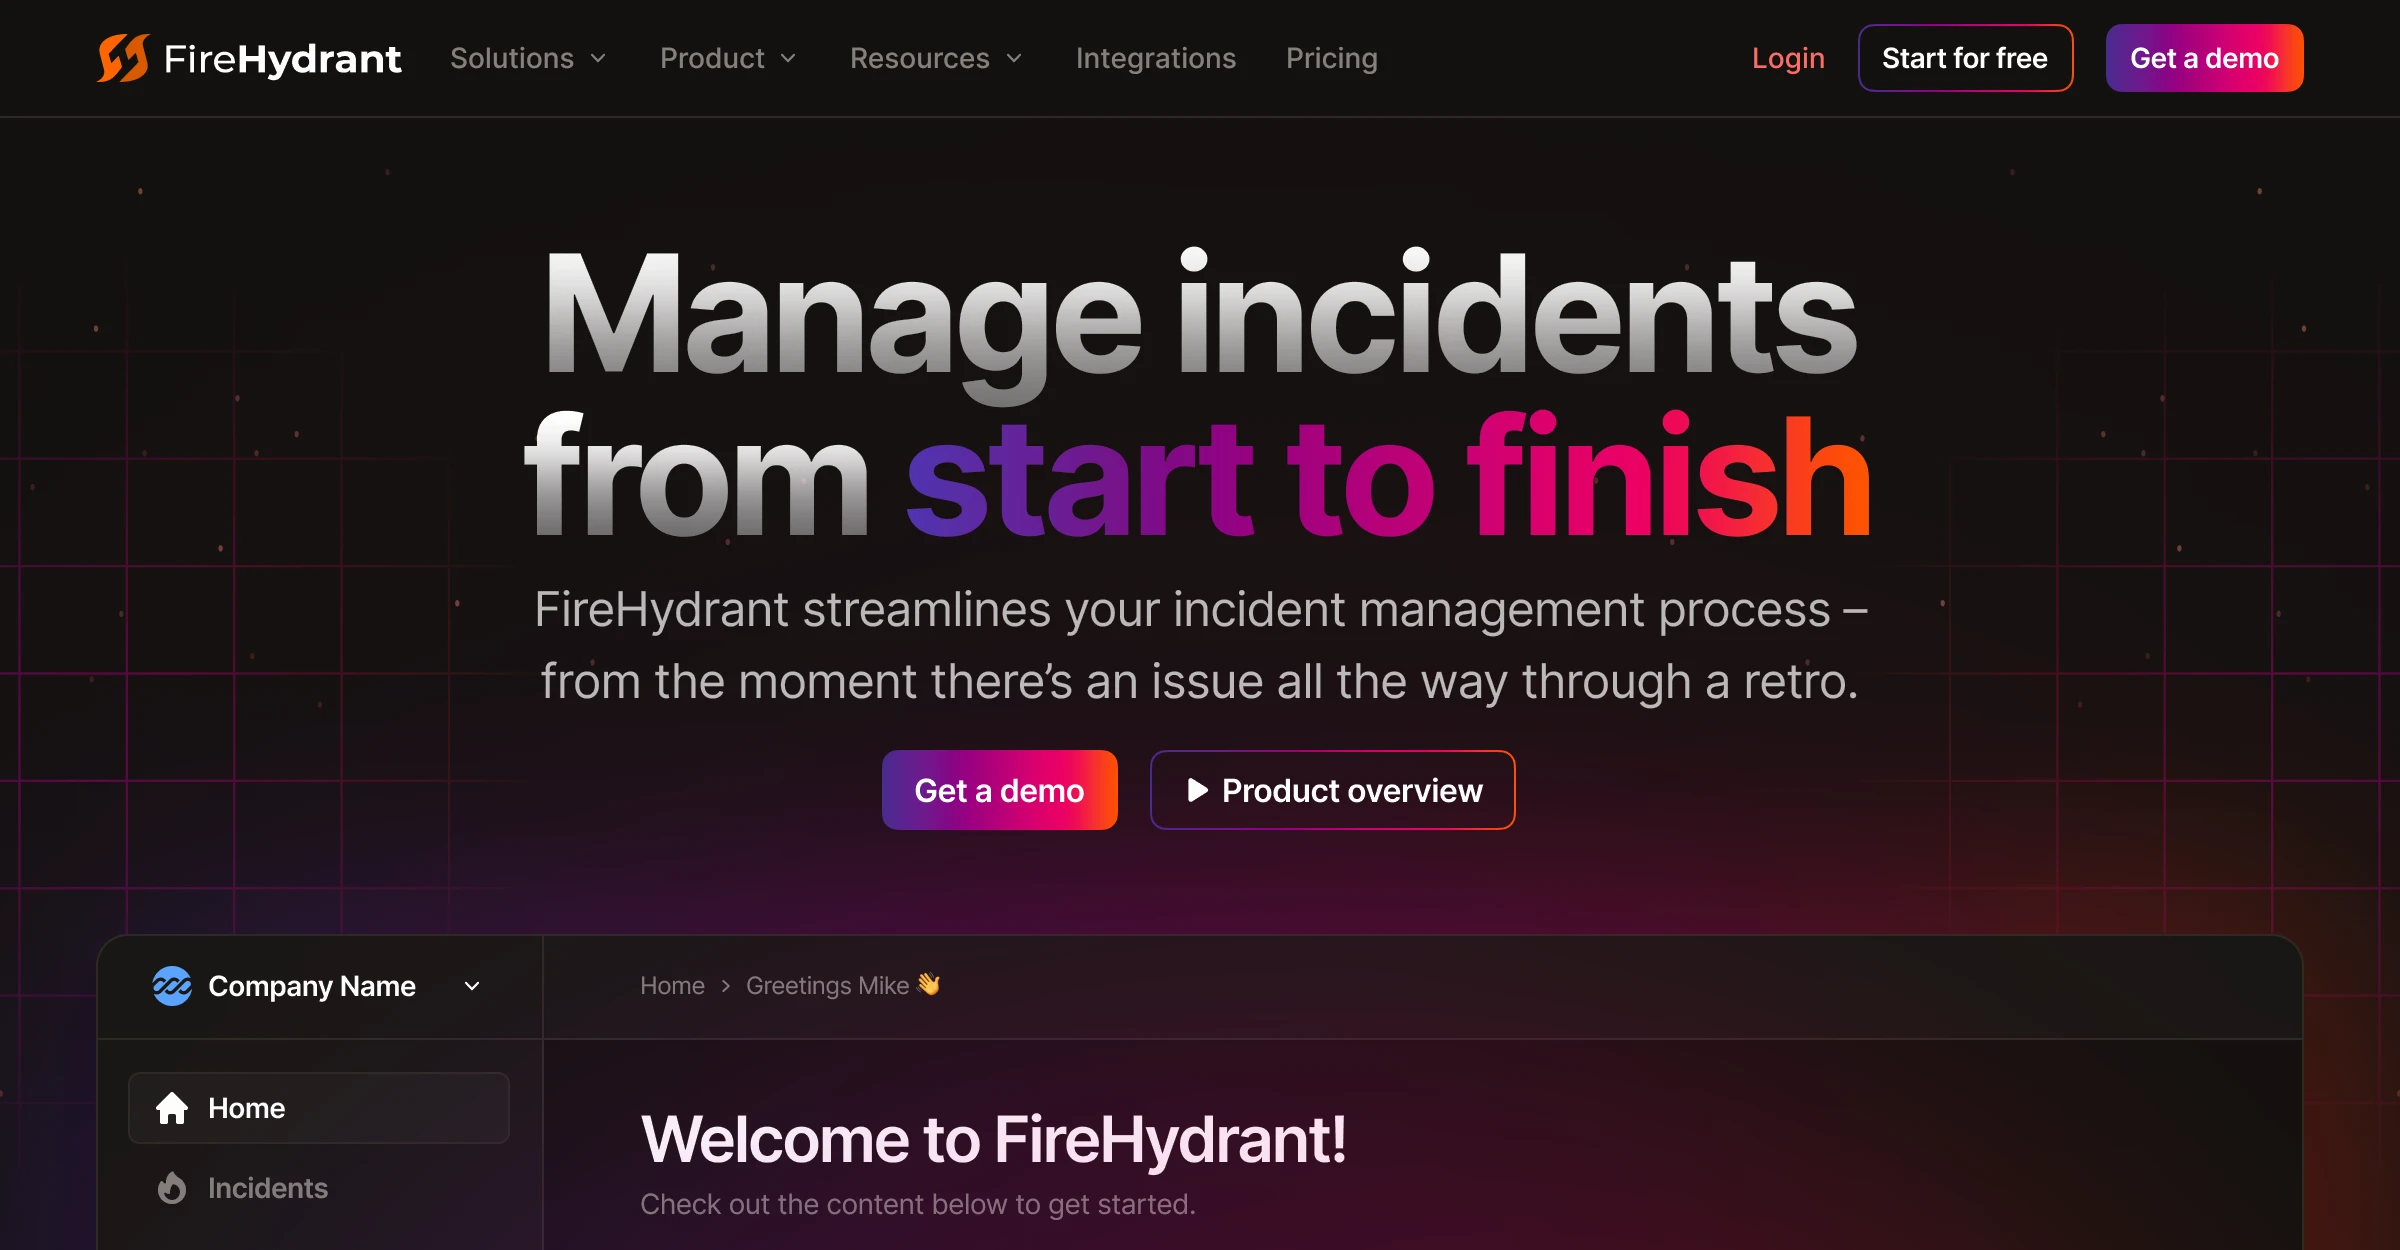 FireHydrant Solutions Product Resources Integrations Pricing Login Start for free Get a demo
Manage incidents
from start to finish
FireHydrant streamlines your incident management process –
from the moment there’s an issue all the way through a retro.
Get a demo Product overview
Company Name Home Greetings Mike 👋
Home
Welcome to FireHydrant!
Incidents
Check out the content below to get started.